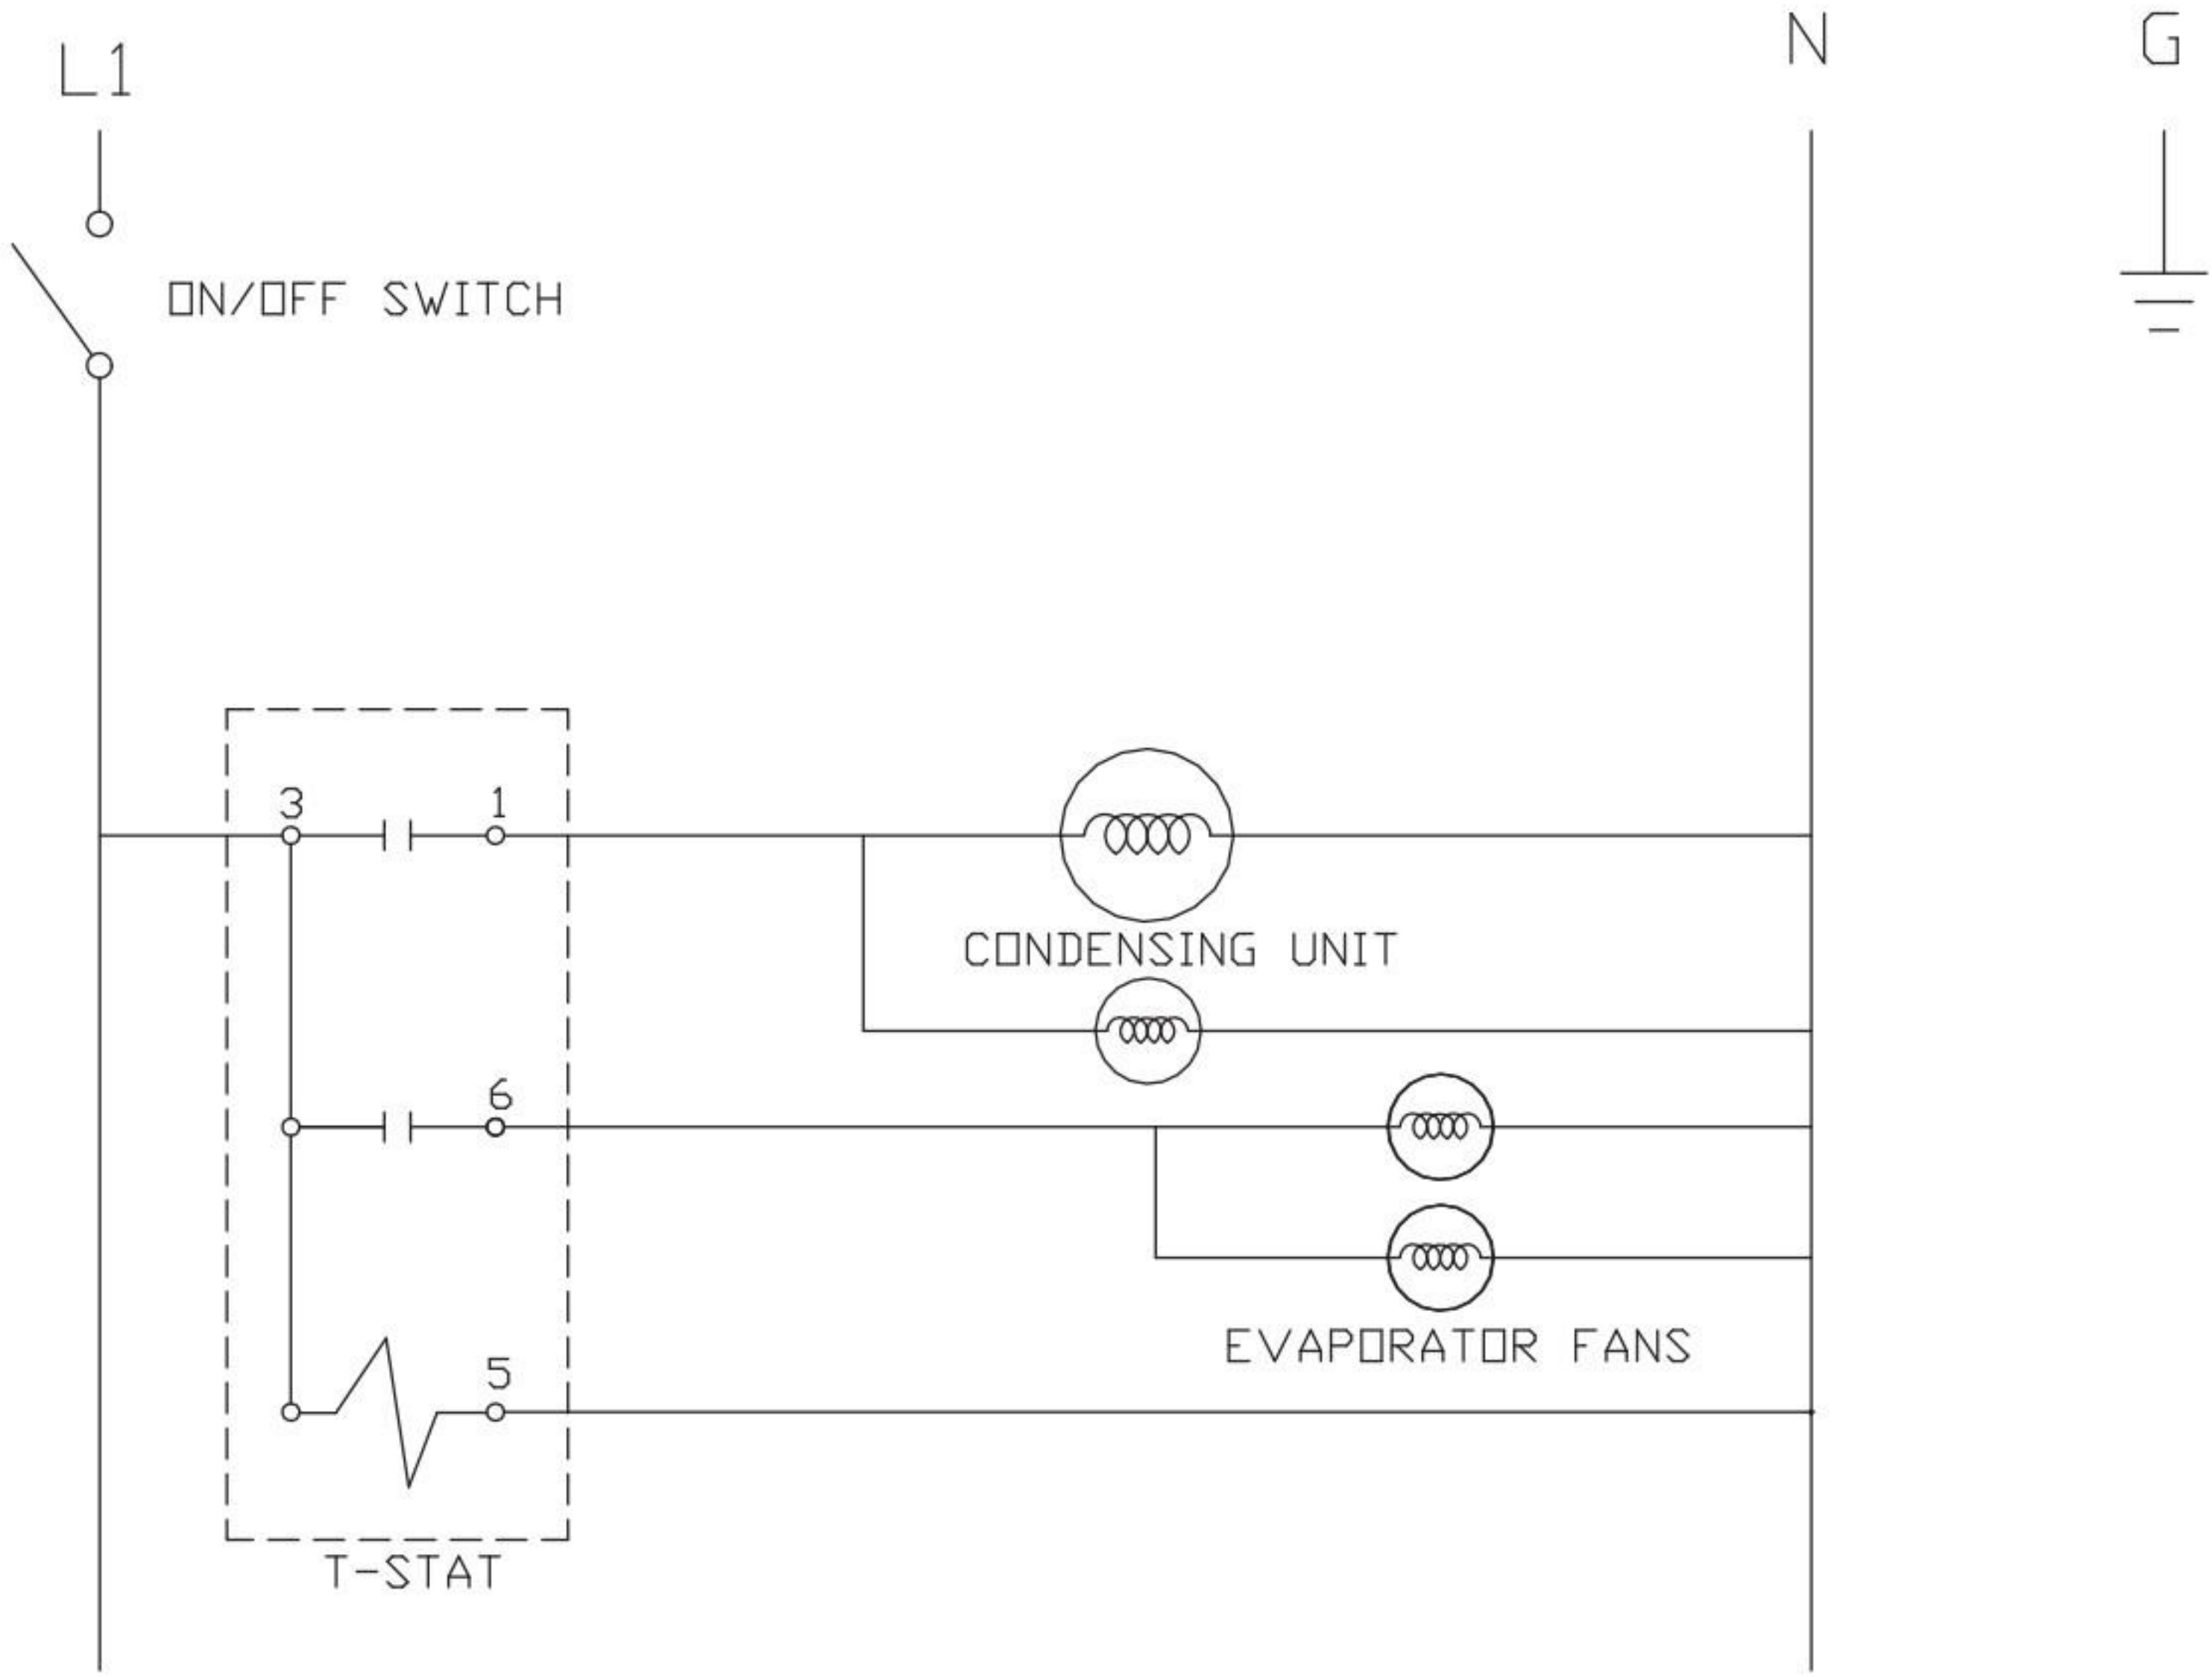 L1
N
G
ON/OFF SWITCH
3
1
CONDENSING UNIT
6
EVAPORATOR FANS
5
T-STAT